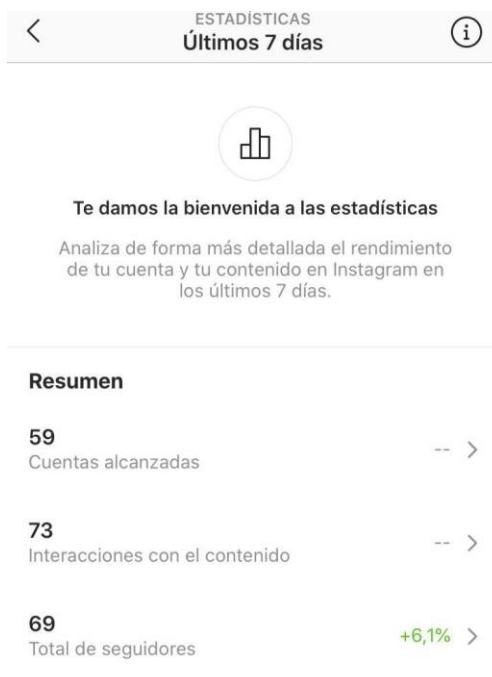 ESTADÍSTICAS
Últimos 7 días
i
Te damos la bienvenida a las estadísticas
Analiza de forma más detallada el rendimiento
de tu cuenta y tu contenido en Instagram en
los últimos 7 días.
Resumen
59
Cuentas alcanzadas
--
73
Interacciones con el contenido
--
69
Total de seguidores
+6,1%